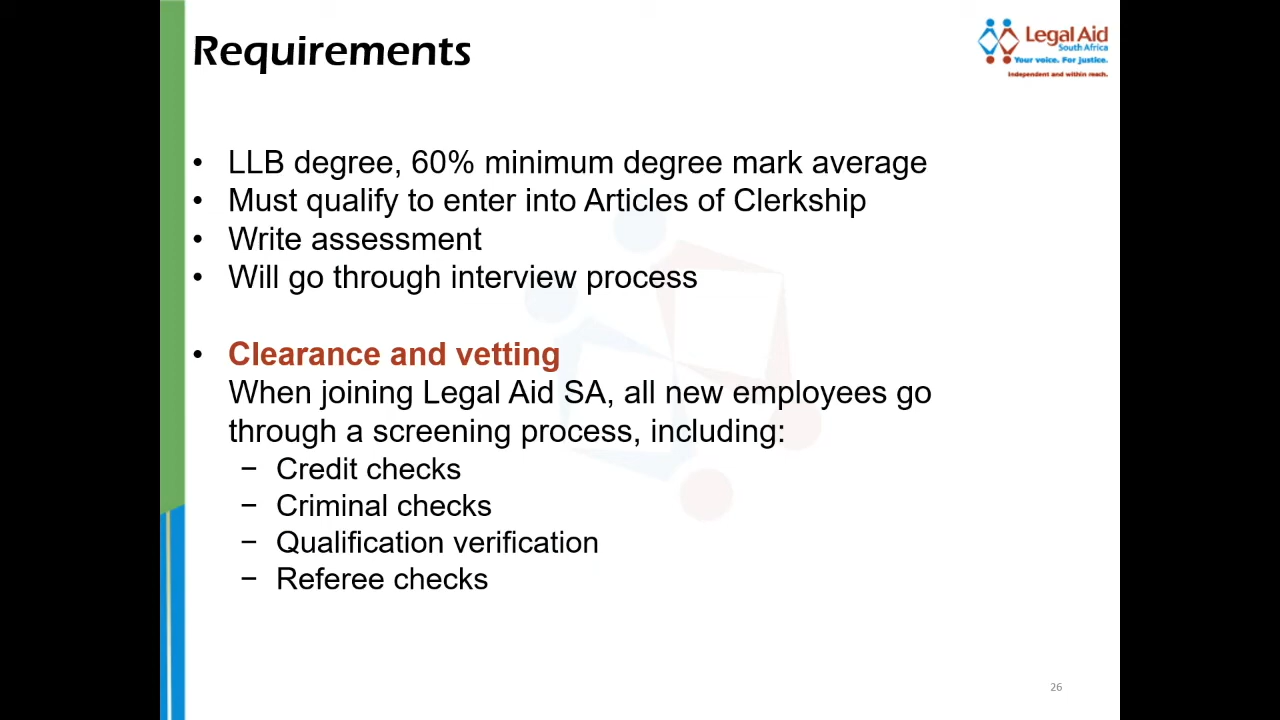 Requirements
Legal Aid
South Africa
Your voice. For justice.
Independent and within reach.
• LLB degree, 60% minimum degree mark average
• Must qualify to enter into Articles of Clerkship
• Write assessment
• Will go through interview process
• Clearance and vetting
When joining Legal Aid SA, all new employees go
through a screening process, including:
− Credit checks
− Criminal checks
− Qualification verification
− Referee checks
26